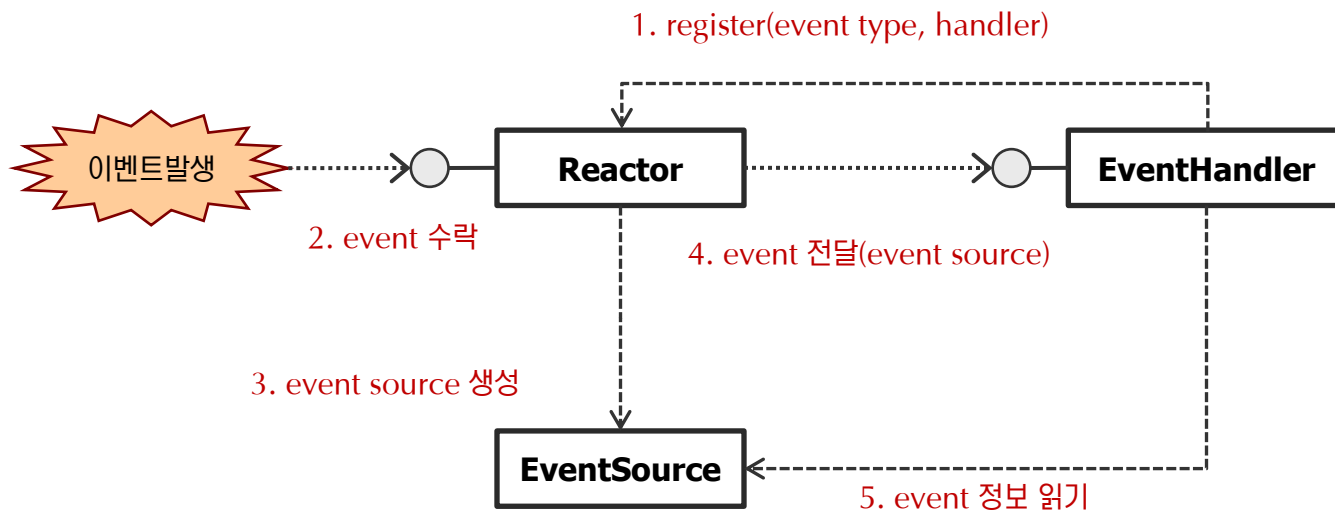 1. register(event type, handler)
이벤트발생
Reactor
EventHandler
2. event 수락
4. event 전달(event source)
3. event source 생성
EventSource
5. event 정보 읽기